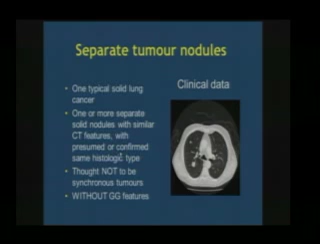 Separate tumour nodules
• One typical solid lung
cancer
• One or more separate
solid nodules with similar
CT features, with
presumed or confirmed
same histologic type
• Thought NOT to be
synchronous tumours
• WITHOUT GG features
Clinical data